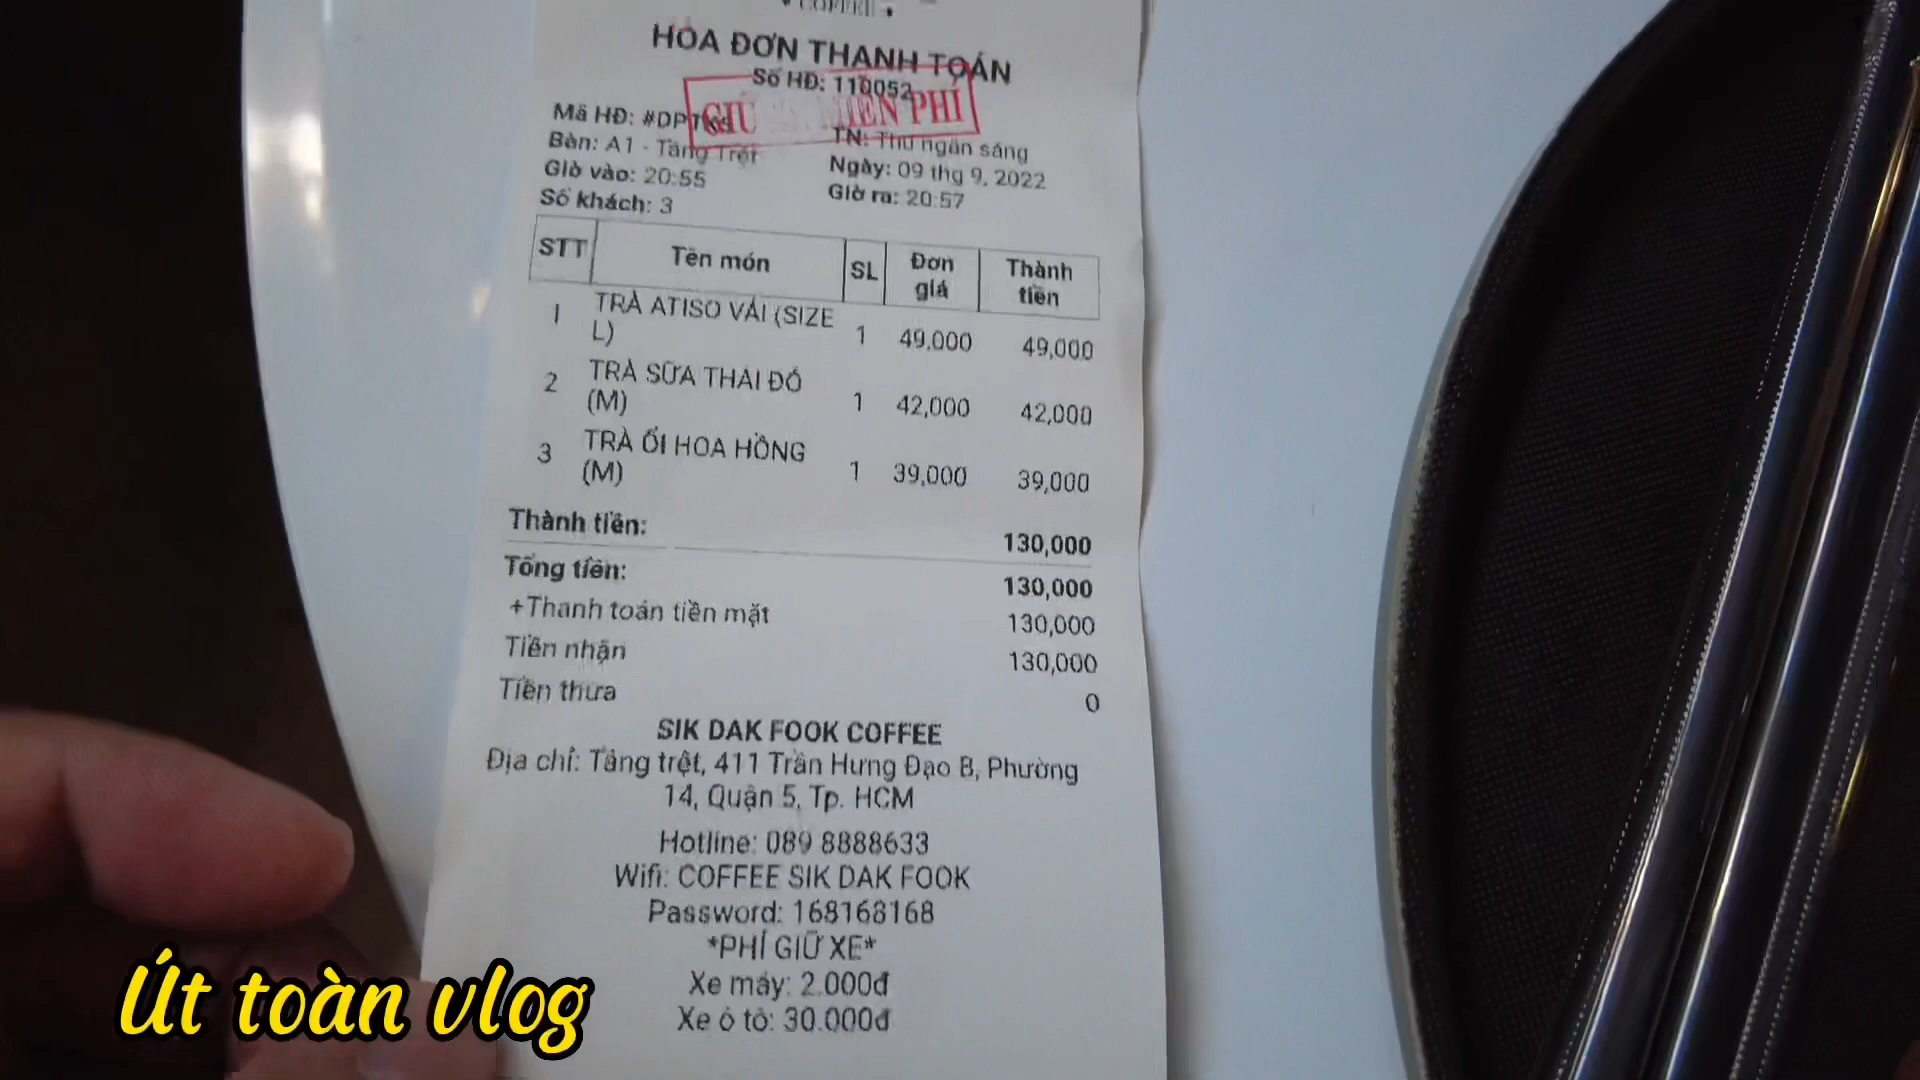 COFFEE
HÓA ĐƠN THANH TOÁN
Số HĐ: 110052
GIỮ MIỄN PHÍ
Mã HĐ: #DPT
Bàn: A1 - Tầng Trệt
TN: Thu ngân sáng
Giờ vào: 20:55
Ngày: 09 thg 9, 2022
Số khách: 3
Giờ ra: 20:57
STT Tên món SL Đơn giá Thành tiền
1 TRÀ ATISO VẢI (SIZE L) 1 49,000 49,000
2 TRÀ SỮA THÁI ĐỎ (M) 1 42,000 42,000
3 TRÀ ỔI HOA HỒNG (M) 1 39,000 39,000
Thành tiền: 130,000
Tổng tiền: 130,000
+Thanh toán tiền mặt 130,000
Tiền nhận 130,000
Tiền thừa 0
SIK DAK FOOK COFFEE
Địa chỉ: Tầng trệt, 411 Trần Hưng Đạo B, Phường
14, Quận 5, Tp. HCM
Hotline: 089 8888633
Wifi: COFFEE SIK DAK FOOK
Password: 168168168
*PHÍ GIỮ XE*
Xe máy: 2.000đ
Xe ô tô: 30.000đ
Út toàn vlog